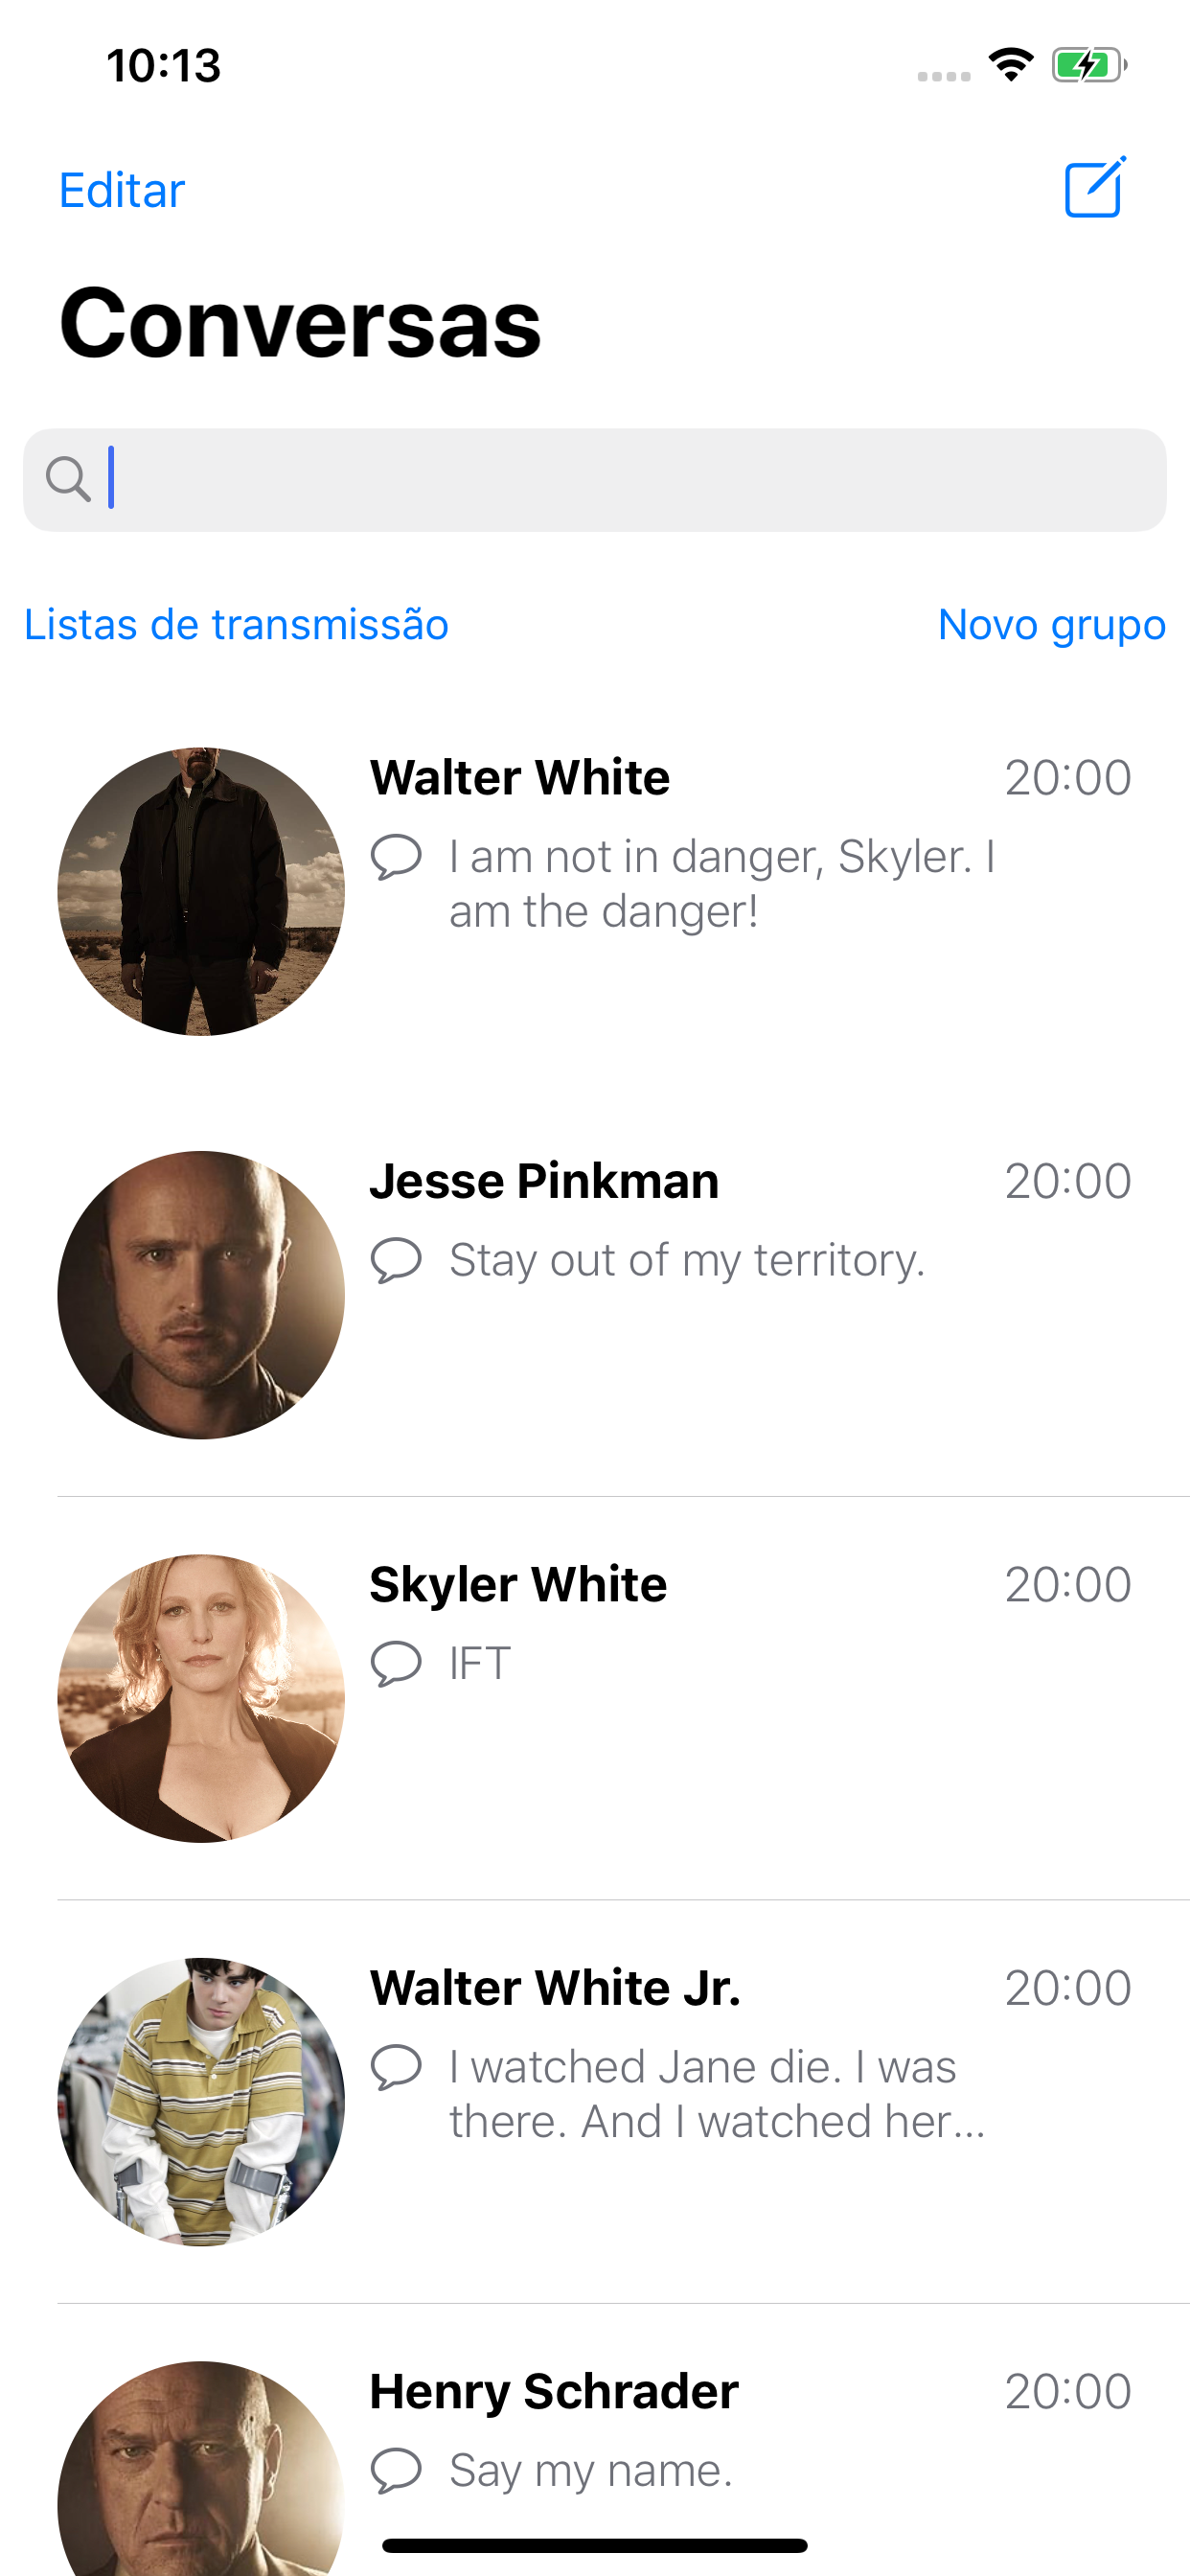 10:13
Editar
Conversas
Listas de transmissão
Novo grupo
Walter White
20:00
I am not in danger, Skyler. I
am the danger!
Jesse Pinkman
20:00
Stay out of my territory.
Skyler White
20:00
IFT
Walter White Jr.
20:00
I watched Jane die. I was
there. And I watched her...
Henry Schrader
20:00
Say my name.